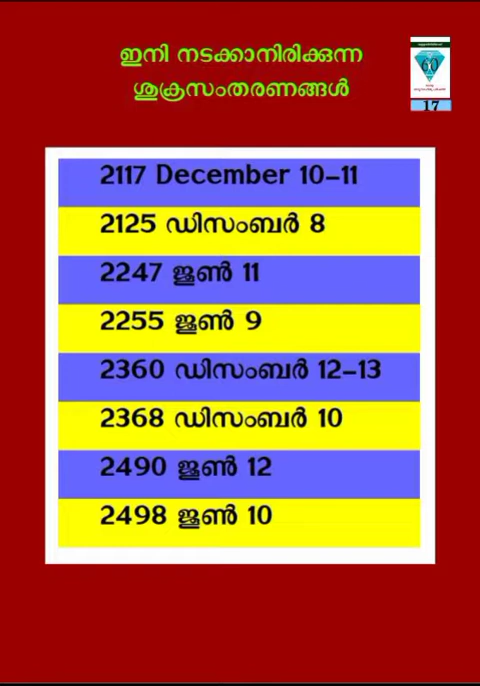 ഇനി നടക്കാനിരിക്കുന്ന
ശുക്രസംതരണങ്ങൾ
60
17
2117 December 10-11
2125 ഡിസംബർ 8
2247 ജൂൺ 11
2255 ജൂൺ 9
2360 ഡിസംബർ 12-13
2368 ഡിസംബർ 10
2490 ജൂൺ 12
2498 ജൂൺ 10